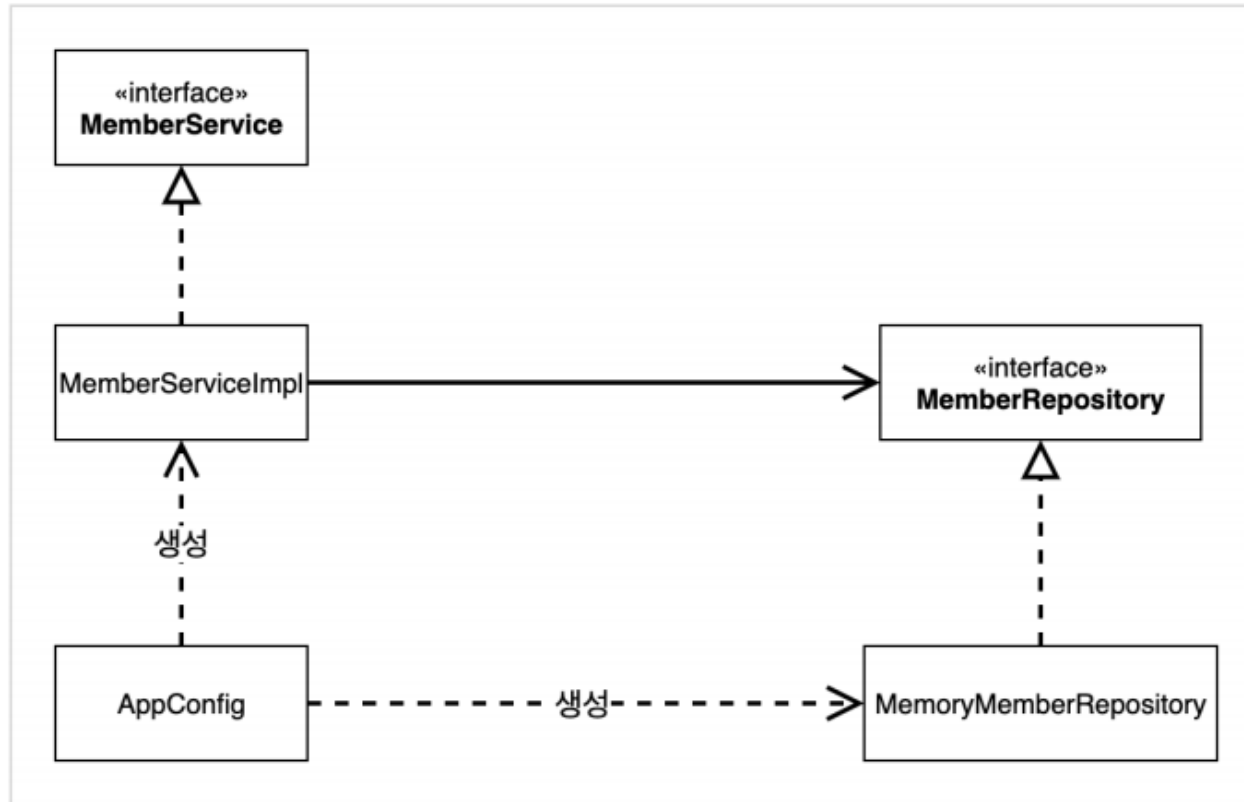 «interface»
MemberService
MemberServiceImpl
«interface»
MemberRepository
생성
AppConfig
생성
MemoryMemberRepository